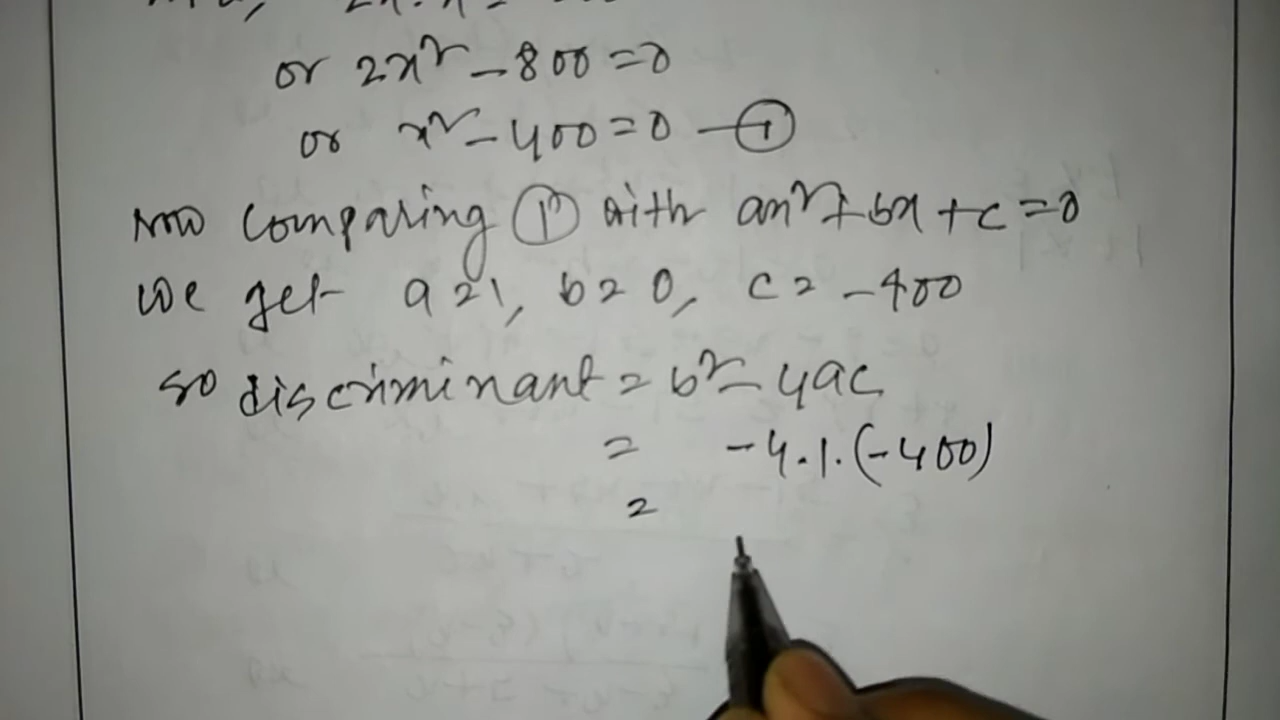 or 2x² - 800 = 0
or x² - 400 = 0 — ①
Now comparing ① with ax² + bx + c = 0
we get a = 1, b = 0, c = -400
so discriminant = b² - 4ac
= -4.1.(-400)
=